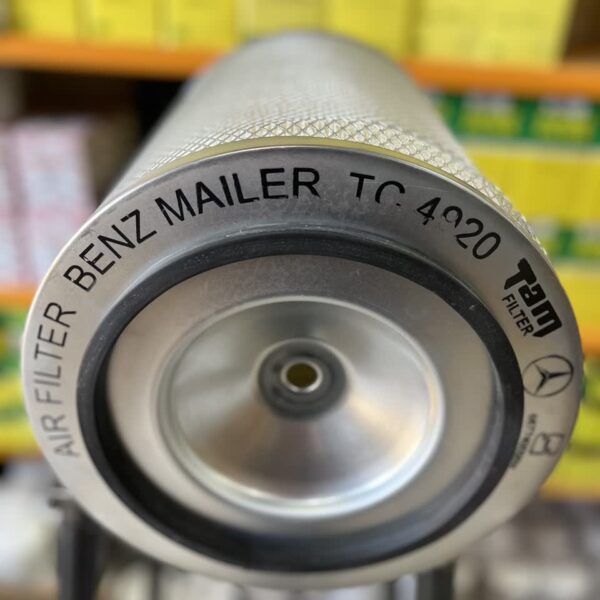 AIR FILTER BENZ MAILER TC 4920
Tam
FILTER